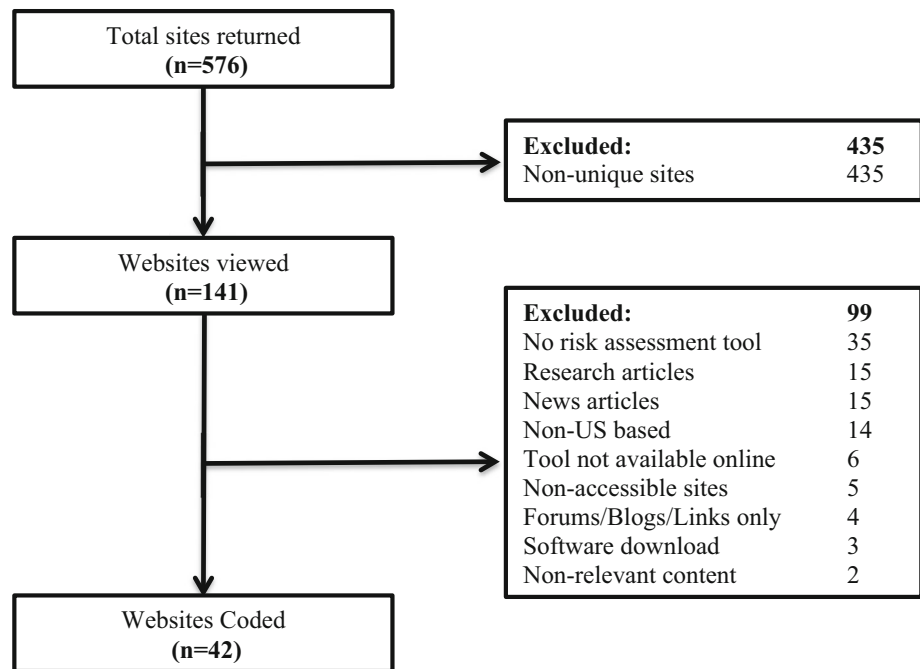 Total sites returned
(n=576)
Excluded: 435
Non-unique sites 435
Websites viewed
(n=141)
Excluded: 99
No risk assessment tool 35
Research articles 15
News articles 15
Non-US based 14
Tool not available online 6
Non-accessible sites 5
Forums/Blogs/Links only 4
Software download 3
Non-relevant content 2
Websites Coded
(n=42)